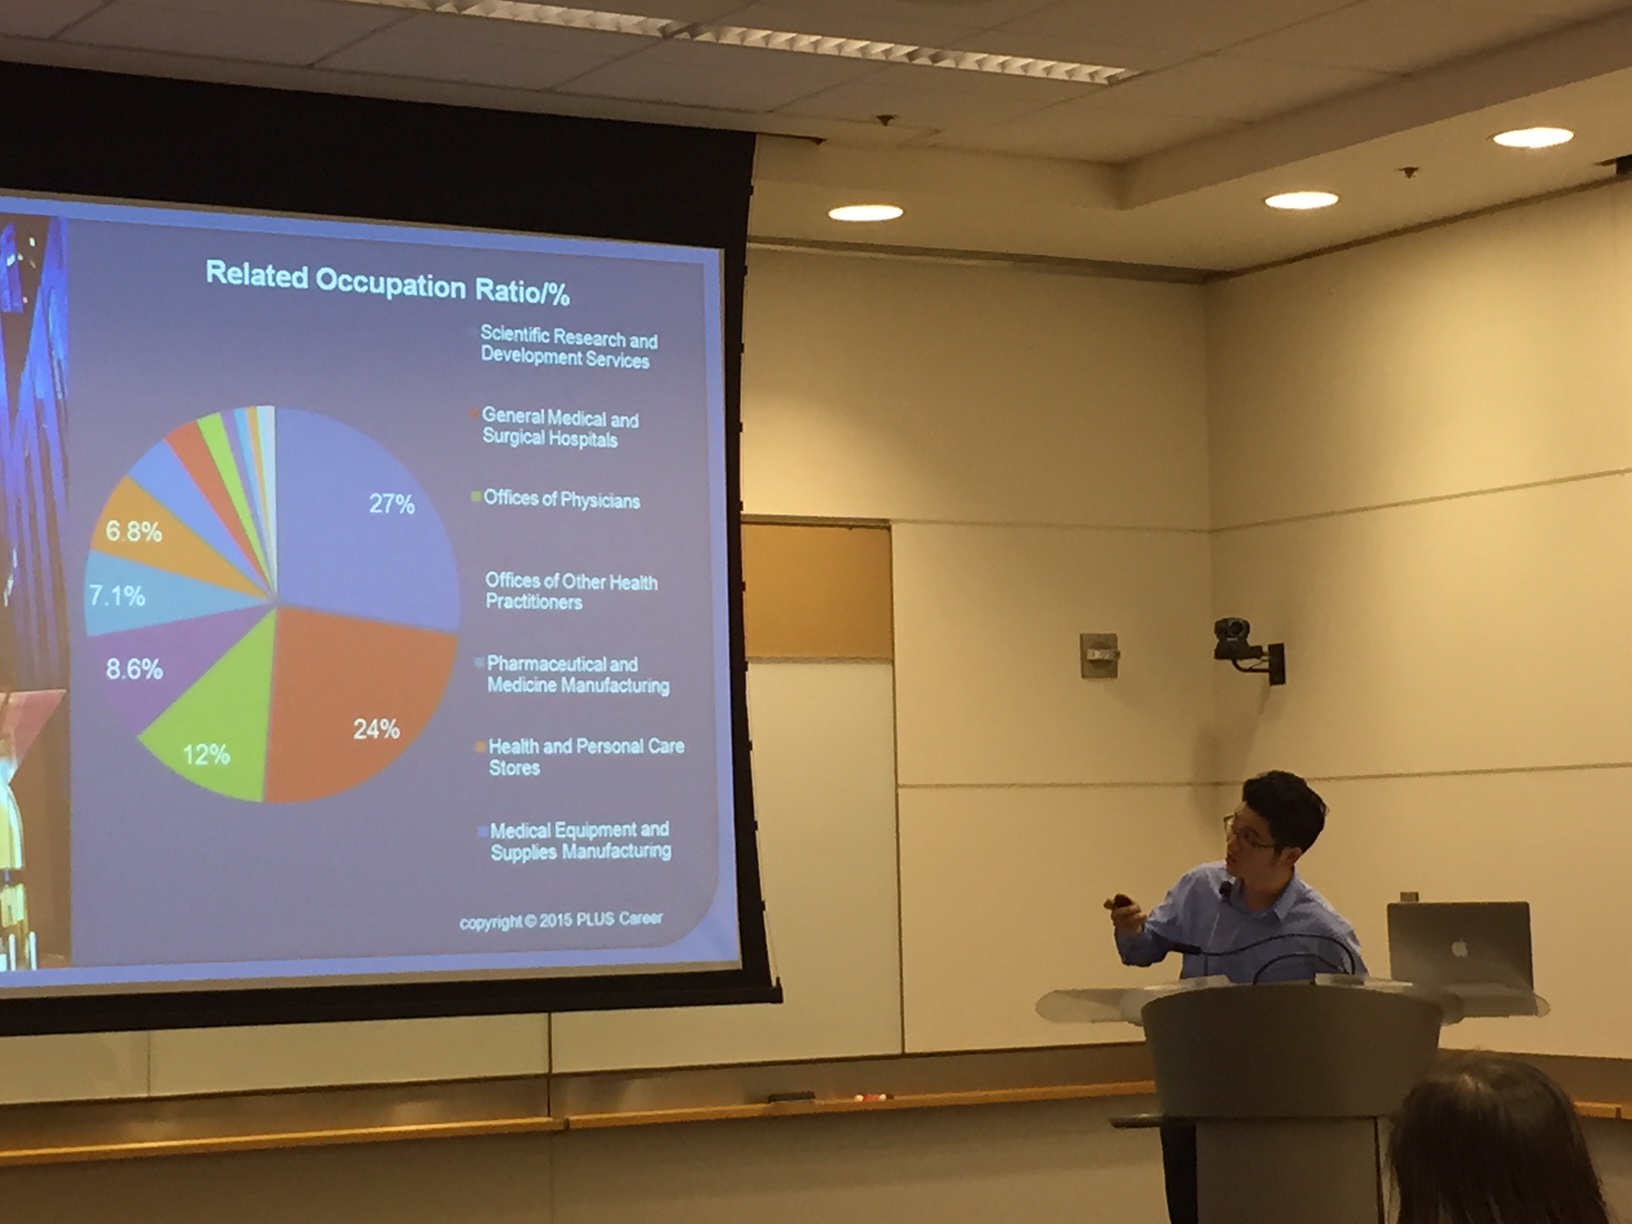 Related Occupation Ratio/%
Scientific Research and
Development Services
General Medical and
Surgical Hospitals
Offices of Physicians
Offices of Other Health
Practitioners
Pharmaceutical and
Medicine Manufacturing
Health and Personal Care
Stores
Medical Equipment and
Supplies Manufacturing
27%
24%
12%
8.6%
7.1%
6.8%
copyright © 2015 PLUS Career